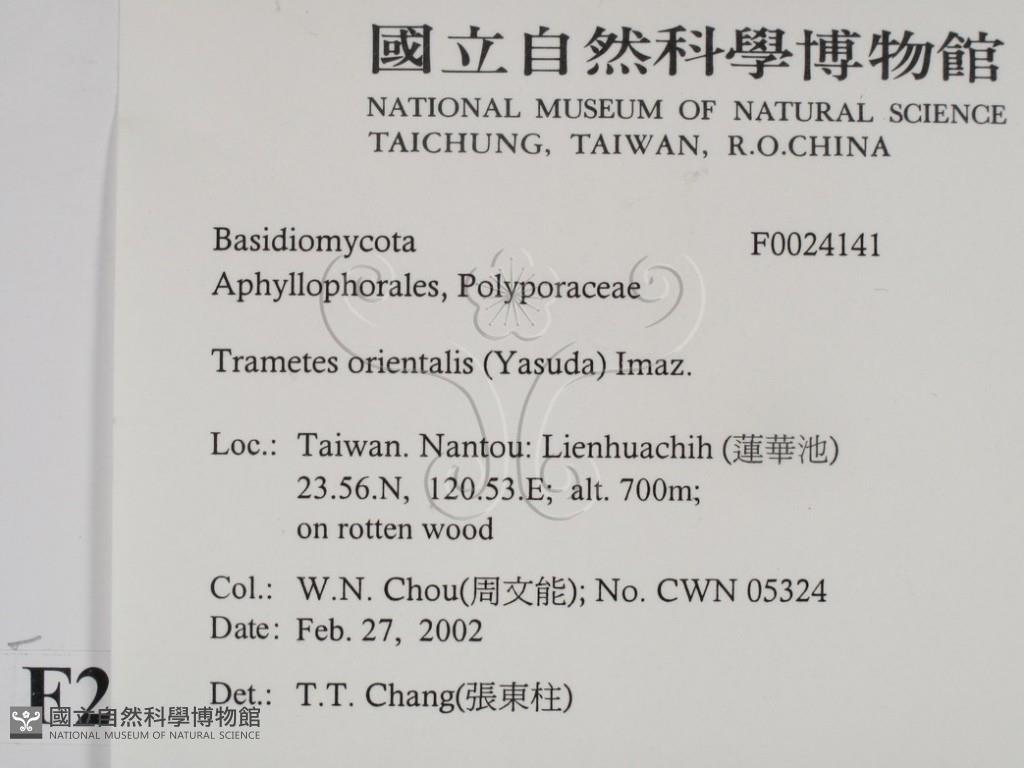 國立自然科學博物館
NATIONAL MUSEUM OF NATURAL SCIENCE
TAICHUNG, TAIWAN, R.O.CHINA
Basidiomycota F0024141
Aphyllophorales, Polyporaceae
Trametes orientalis (Yasuda) Imaz.
Loc.: Taiwan. Nantou: Lienhuachih (蓮華池)
23.56.N, 120.53.E; alt. 700m;
on rotten wood
Col.: W.N. Chou(周文能); No. CWN 05324
Date: Feb. 27, 2002
Det.: T.T. Chang(張東柱)
F2
國立自然科學博物館
NATIONAL MUSEUM OF NATURAL SCIENCE